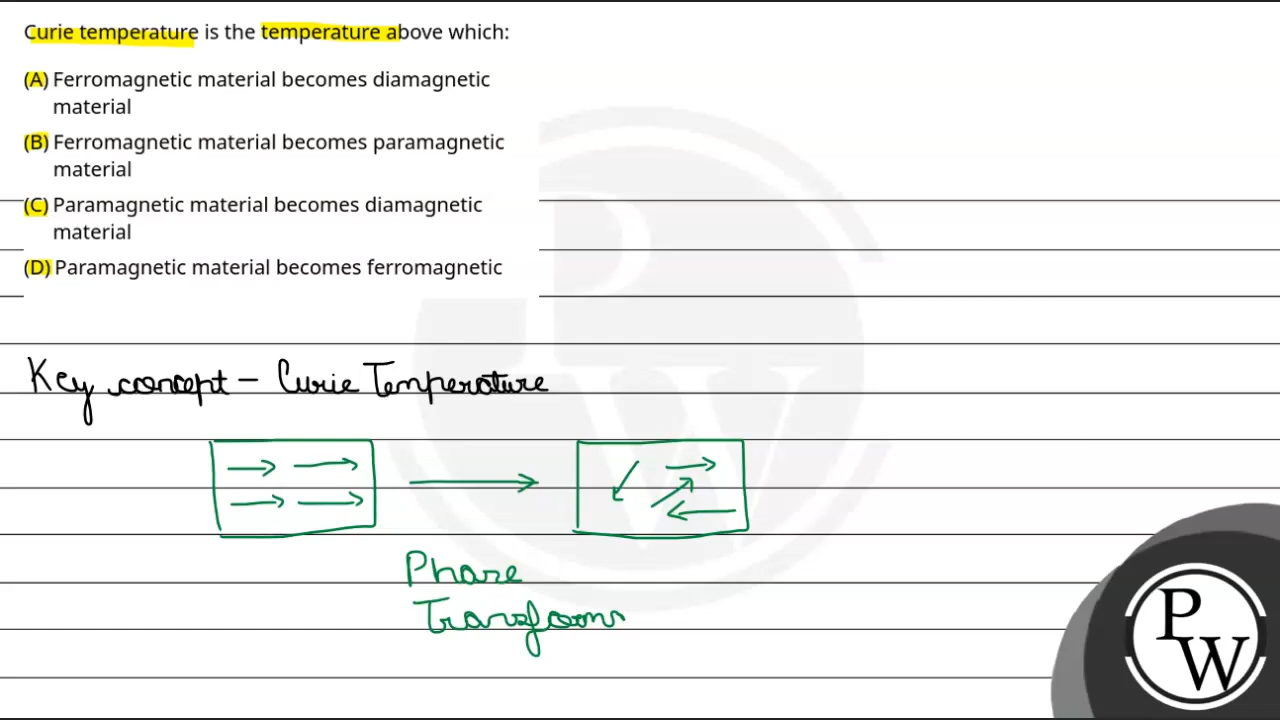 Curie temperature is the temperature above which:
(A) Ferromagnetic material becomes diamagnetic
material
(B) Ferromagnetic material becomes paramagnetic
material
(C) Paramagnetic material becomes diamagnetic
material
(D) Paramagnetic material becomes ferromagnetic
Key concept - Curie Temperature
Phase
Transforms
P
W